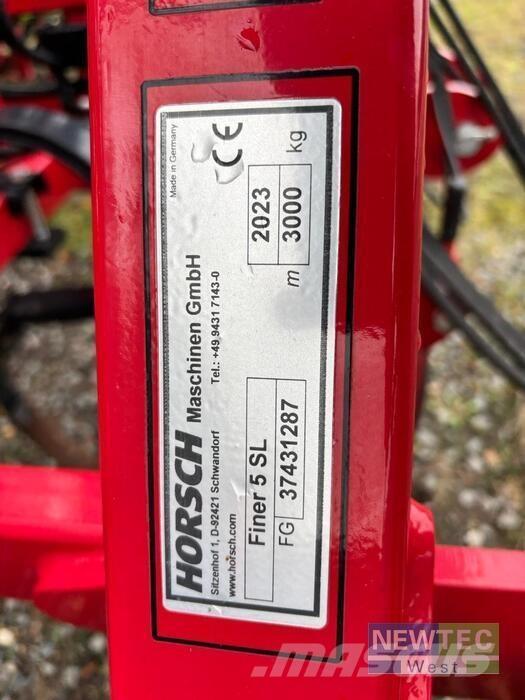 HORSCH Maschinen GmbH
Made in Germany
CE
Sitzenhof 1, D-92421 Schwandorf
Tel.: +49 9431 7143-0
www.horsch.com
Finer 5 SL
2023
FG 37431287
m 3000 kg
NEWTEC
West
mascus